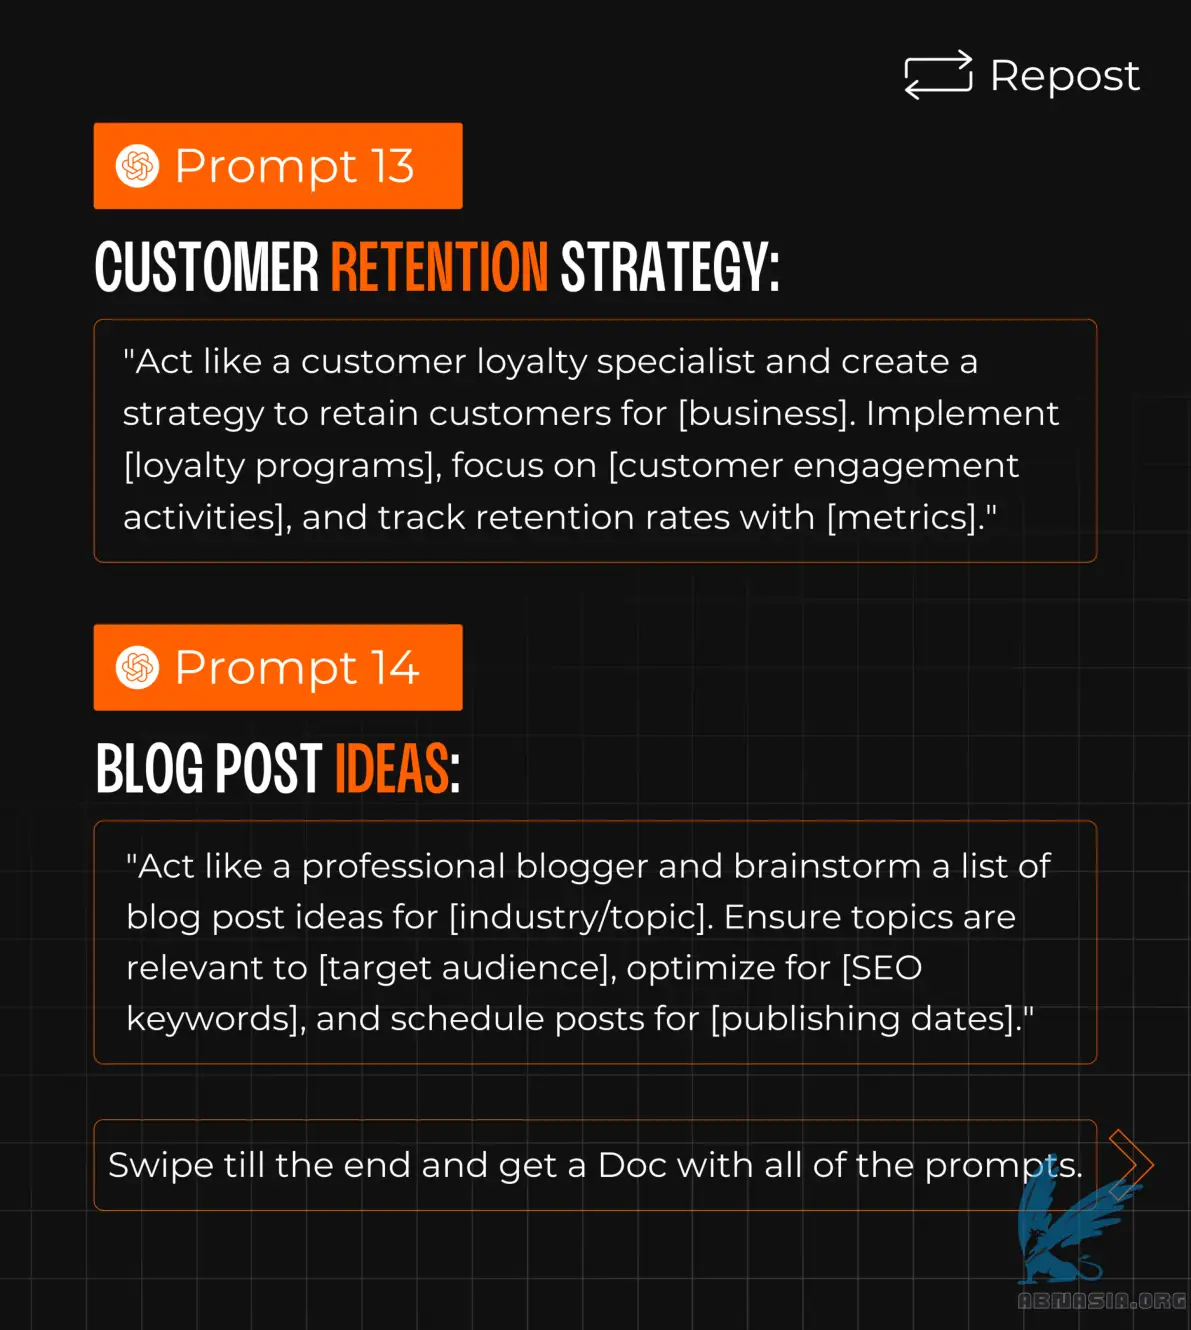 Repost
Prompt 13
CUSTOMER RETENTION STRATEGY:
"Act like a customer loyalty specialist and create a
strategy to retain customers for [business]. Implement
[loyalty programs], focus on [customer engagement
activities], and track retention rates with [metrics]."
Prompt 14
BLOG POST IDEAS:
"Act like a professional blogger and brainstorm a list of
blog post ideas for [industry/topic]. Ensure topics are
relevant to [target audience], optimize for [SEO
keywords], and schedule posts for [publishing dates]."
Swipe till the end and get a Doc with all of the prompts.
ABNASIA.ORG